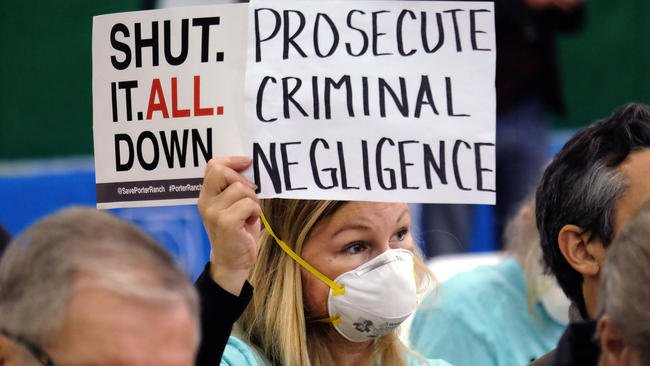 SHUT.
IT.ALL.
DOWN
@SavePorterRanch #PorterRanch
PROSECUTE
CRIMINAL
NEGLIGENCE